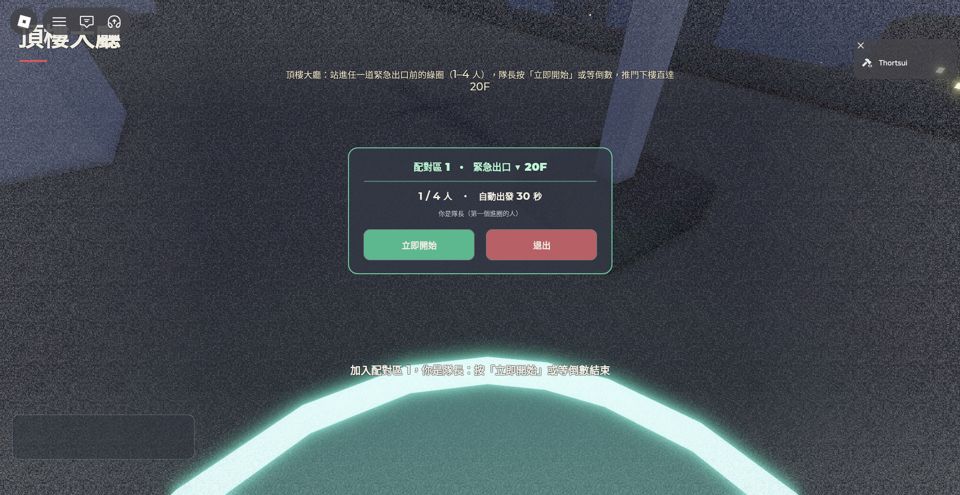 頂樓大廳
Thortsui
頂樓大廳：站進任一道緊急出口前的綠圈（1–4 人），隊長按「立即開始」或等倒數，推門下樓直達
20F
配對區 1 • 緊急出口 ▼ 20F
1 / 4 人 • 自動出發 30 秒
你是隊長（第一個進圈的人）
立即開始
退出
加入配對區 1，你是隊長：按「立即開始」或等倒數結束